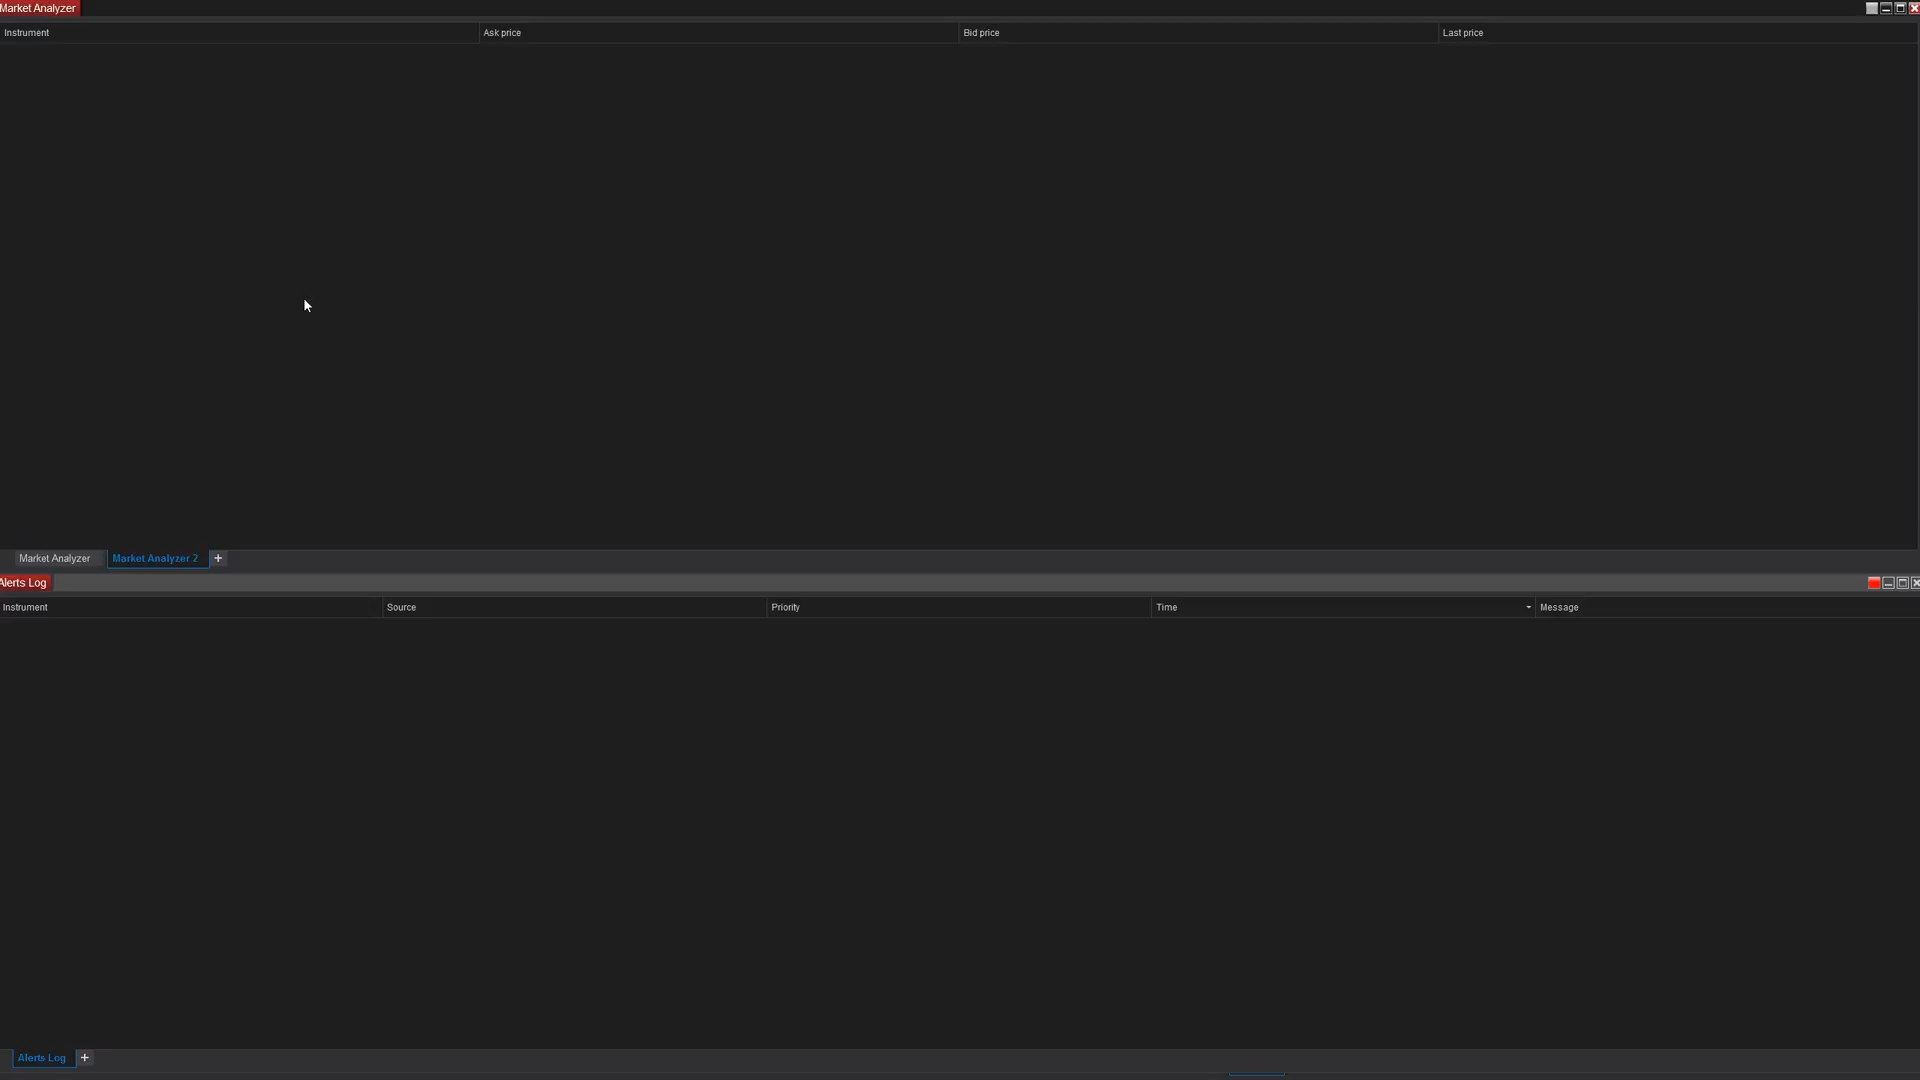 Market Analyzer
Instrument Ask price Bid price Last price
Market Analyzer Market Analyzer 2 +
Alerts Log
Instrument Source Priority Time Message
Alerts Log +